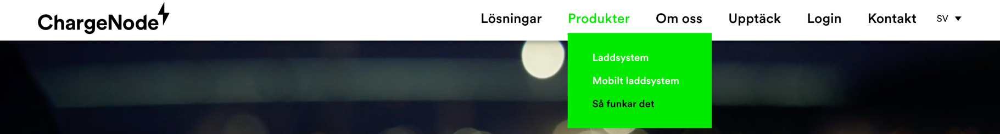 ChargeNode
Lösningar Produkter Om oss Upptäck Login Kontakt SV
Laddsystem
Mobilt laddsystem
Så funkar det